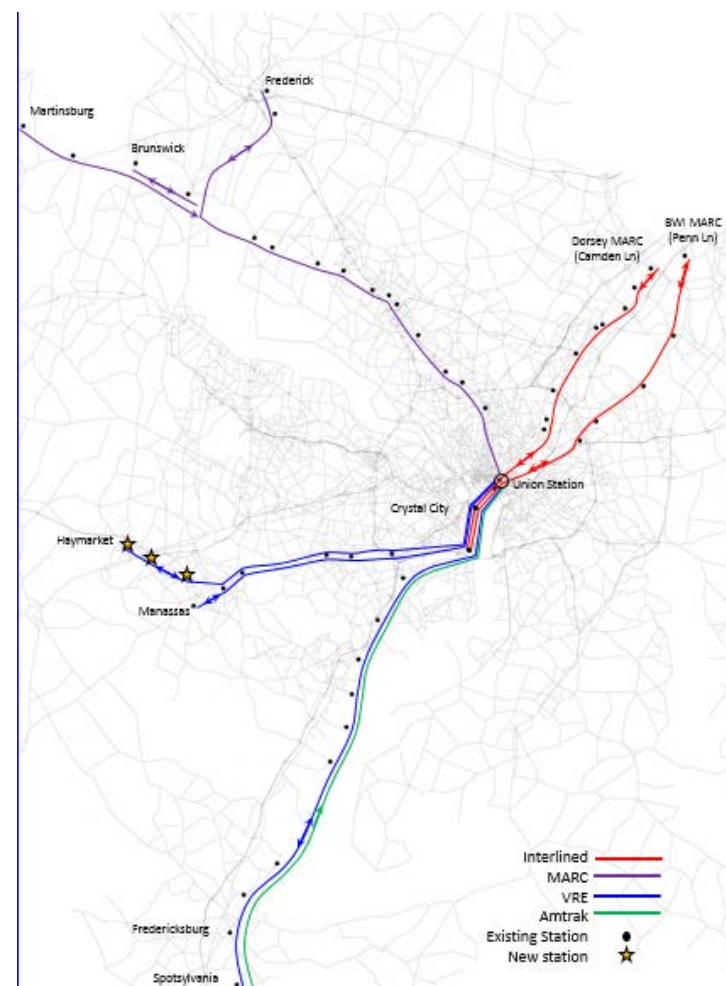 Frederick
Martinsburg
Brunswick
BWI MARC
(Penn Ln)
Dorsey MARC
(Camden Ln)
Union Station
Crystal City
Haymarket
Manassas
Interlined
MARC
VRE
Amtrak
Existing Station
New station
Fredericksburg
Spotsylvania